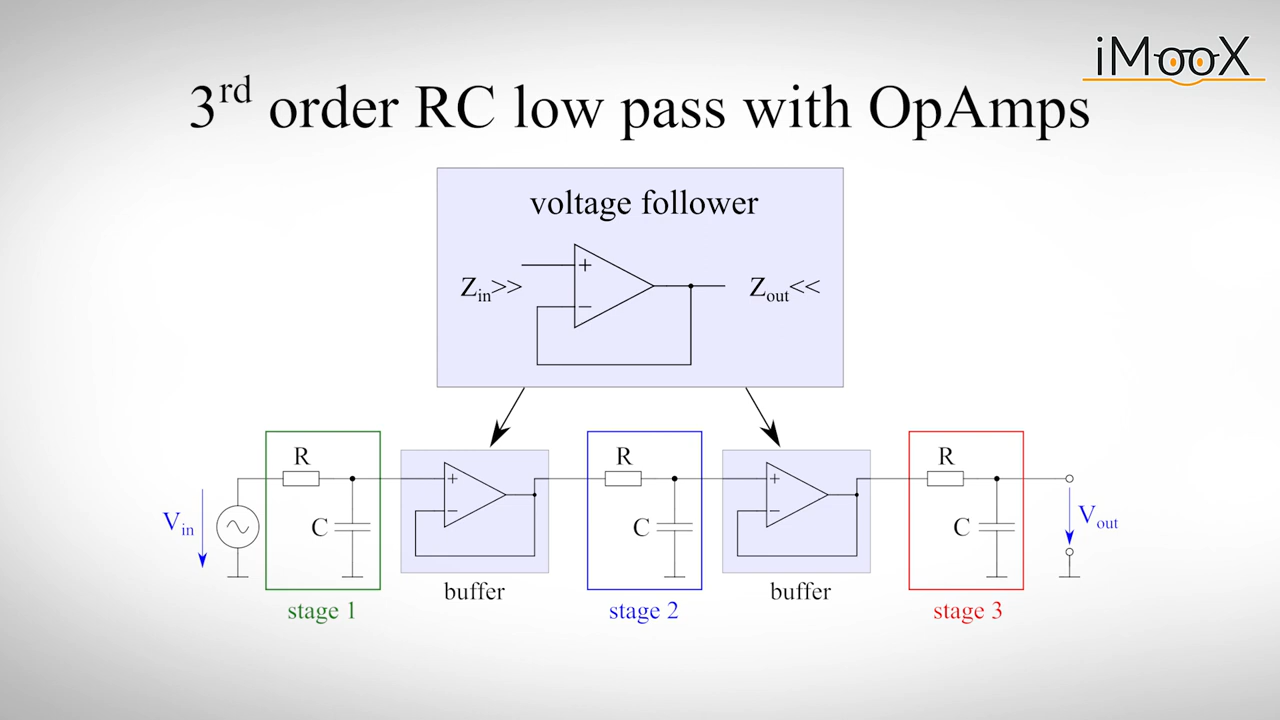 iMooX
3rd order RC low pass with OpAmps
voltage follower
+
Zin>>
Zout<<
−
R
R
R
+
+
Vin
C
−
C
−
C
Vout
buffer
buffer
stage 1
stage 2
stage 3